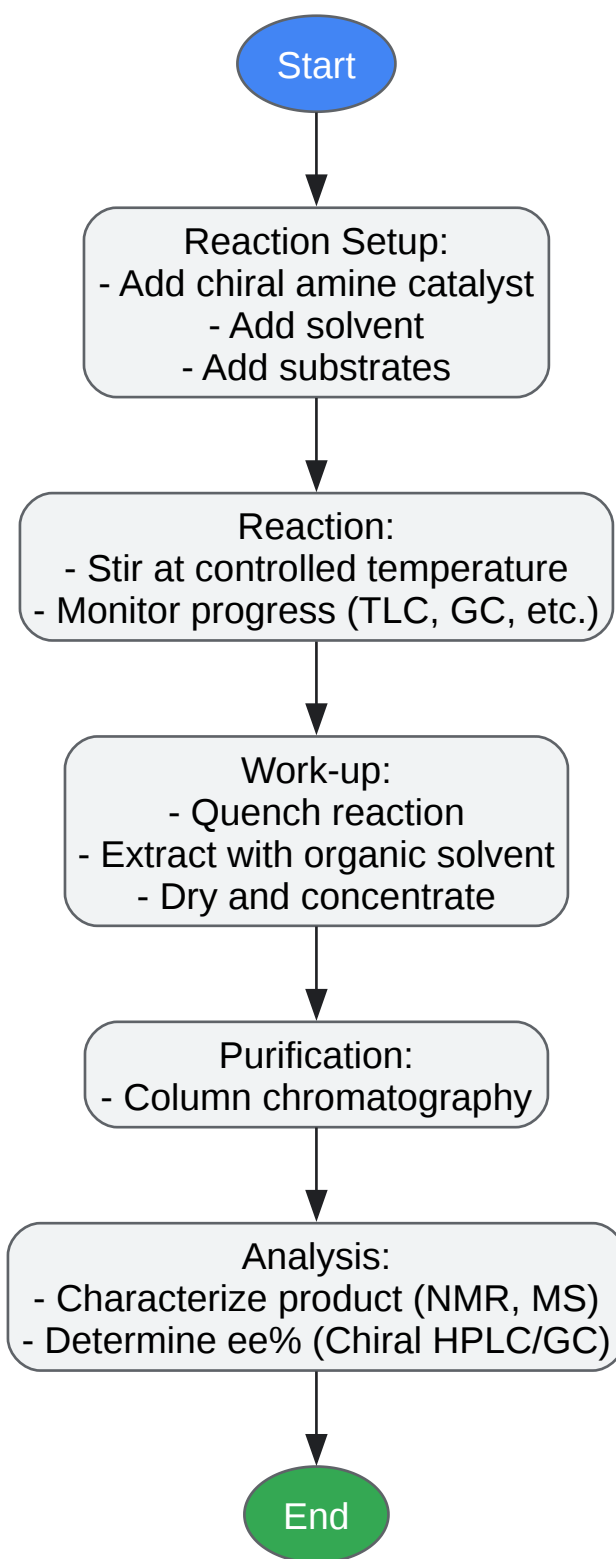 Start
Reaction Setup:
- Add chiral amine catalyst
- Add solvent
- Add substrates
Reaction:
- Stir at controlled temperature
- Monitor progress (TLC, GC, etc.)
Work-up:
- Quench reaction
- Extract with organic solvent
- Dry and concentrate
Purification:
- Column chromatography
Analysis:
- Characterize product (NMR, MS)
- Determine ee% (Chiral HPLC/GC)
End